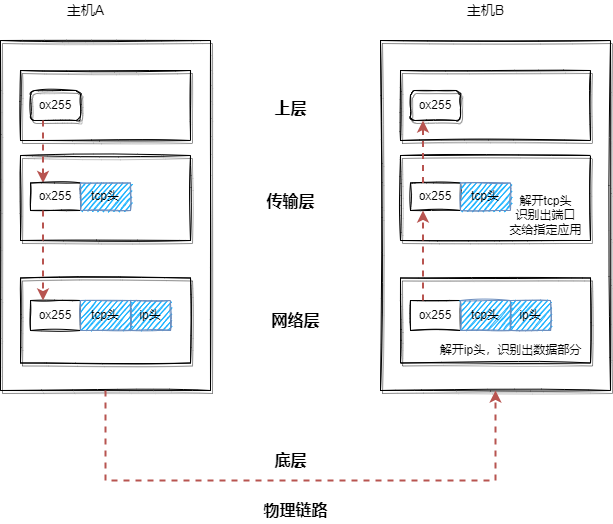 主机A
主机B
ox255
上层
ox255
ox255
tcp头
传输层
ox255
tcp头
解开tcp头
识别出端口
交给指定应用
ox255
tcp头
ip头
网络层
ox255
tcp头
ip头
解开ip头，识别出数据部分
底层
物理链路